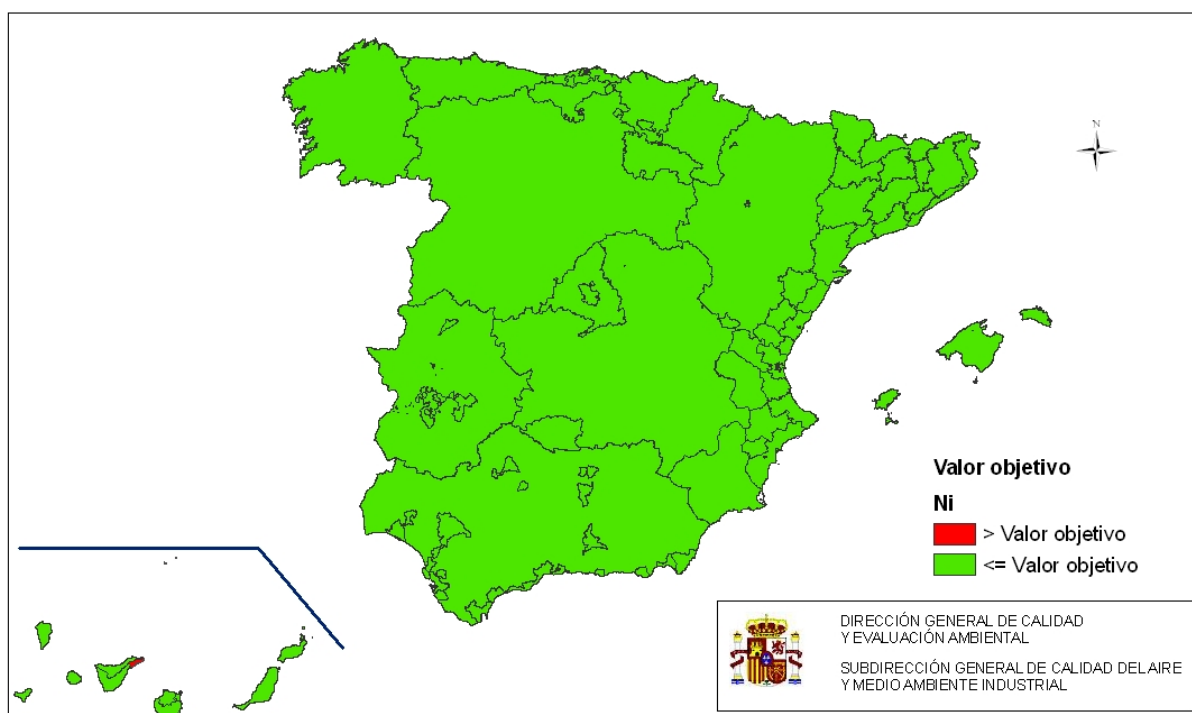 N
Valor objetivo
Ni
> Valor objetivo
<= Valor objetivo
DIRECCIÓN GENERAL DE CALIDAD
Y EVALUACIÓN AMBIENTAL
SUBDIRECCIÓN GENERAL DE CALIDAD DEL AIRE
Y MEDIO AMBIENTE INDUSTRIAL